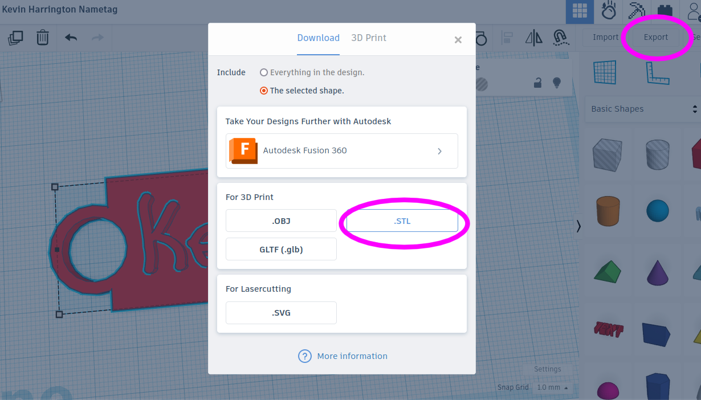 Kevin Harrington Nametag
Download 3D Print
Import Export
Include Everything in the design.
The selected shape.
Take Your Designs Further with Autodesk
F Autodesk Fusion 360
Basic Shapes
For 3D Print
.OBJ .STL
GLTF (.glb)
For Lasercutting
.SVG
? More information
TEXT
Settings
Snap Grid 1.0 mm
Ke